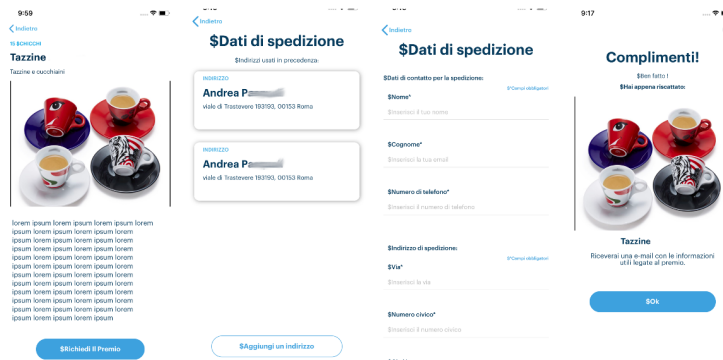 9:59
Indietro
15 $CHICCHI
Tazzine
Tazzine e cucchiaini
lorem ipsum lorem ipsum lorem ipsum lorem
ipsum lorem ipsum lorem ipsum lorem
ipsum lorem ipsum lorem ipsum lorem
ipsum lorem ipsum lorem ipsum lorem
ipsum lorem ipsum lorem ipsum lorem
ipsum lorem ipsum lorem ipsum lorem
ipsum lorem ipsum lorem ipsum lorem
ipsum lorem ipsum lorem ipsum lorem
ipsum lorem ipsum lorem ipsum lorem
ipsum lorem ipsum lorem ipsum lorem
ipsum lorem ipsum lorem ipsum lorem
ipsum lorem ipsum lorem ipsum
$Richiedi Il Premio
Indietro
$Dati di spedizione
$Indirizzi usati in precedenza:
INDIRIZZO
Andrea
viale di Trastevere 193193, 00153 Roma
INDIRIZZO
Andrea
viale di Trastevere 193193, 00153 Roma
$Aggiungi un indirizzo
Indietro
$Dati di spedizione
$Dati di contatto per la spedizione:
$*Campi obbligatori
$Nome*
$Inserisci il tuo nome
$Cognome*
$Inserisci la tua email
$Numero di telefono*
$Inserisci il numero di telefono
$Indirizzo di spedizione:
$*Campi obbligatori
$Via*
$Inserisci la via
$Numero civico*
$Inserisci il numero civico
9:17
Complimenti!
$Ben fatto !
$Hai appena riscattato:
Tazzine
Riceverai una e-mail con le informazioni
utili legate al premio.
$Ok